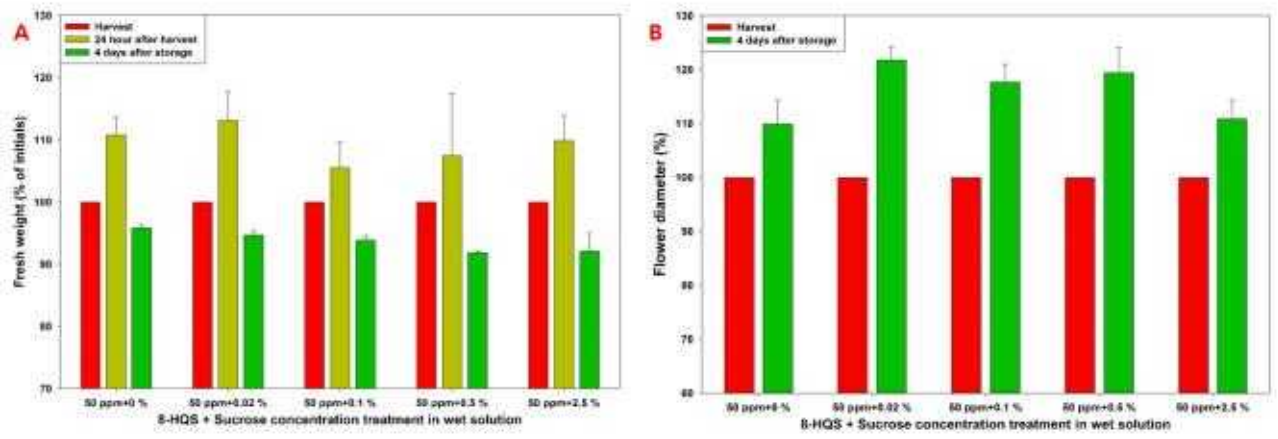 A
Harvest
24 hour after harvest
4 days after storage
Fresh weight (% of initials)
130
120
110
100
90
80
70
50 ppm+0 %
50 ppm+0.02 %
50 ppm+0.1 %
50 ppm+0.5 %
50 ppm+2.5 %
8-HQS + Sucrose concentration treatment in wet solution
B
Harvest
4 days after storage
Flower diameter (%)
130
120
110
100
90
80
70
60
50 ppm+0 %
50 ppm+0.02 %
50 ppm+0.1 %
50 ppm+0.5 %
50 ppm+2.5 %
8-HQS + Sucrose concentration treatment in wet solution